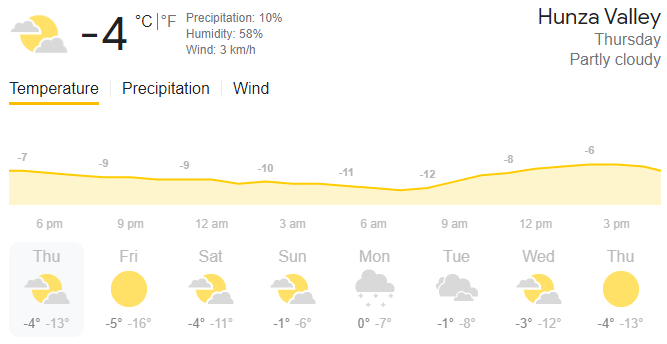 -4 °C | °F
Precipitation: 10%
Humidity: 58%
Wind: 3 km/h
Hunza Valley
Thursday
Partly cloudy
Temperature | Precipitation | Wind
-7 -9 -9 -10 -11 -12 -8 -6
6 pm 9 pm 12 am 3 am 6 am 9 am 12 pm 3 pm
Thu Fri Sat Sun Mon Tue Wed Thu
-4° -13° -5° -16° -4° -11° -1° -6° 0° -7° -1° -8° -3° -12° -4° -13°